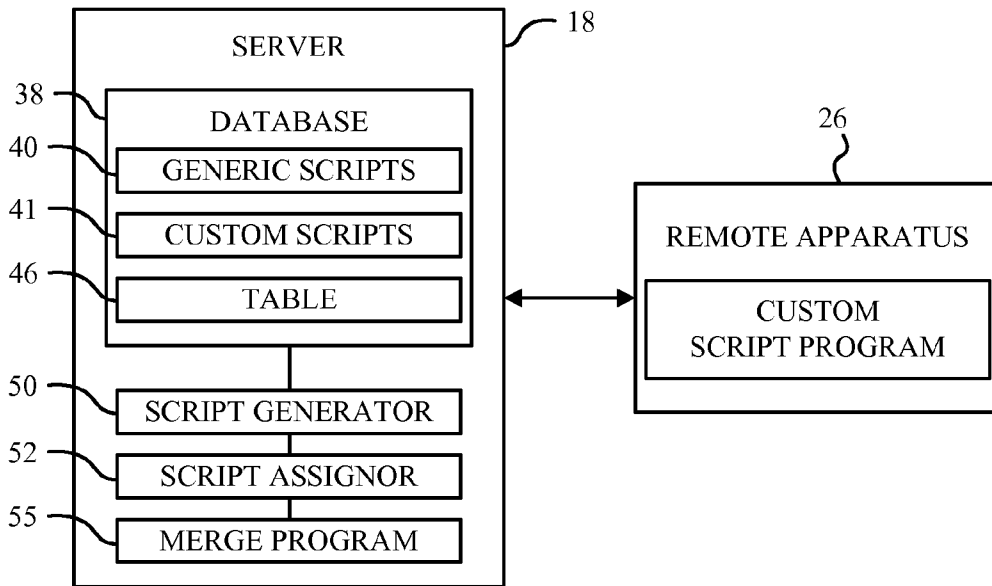 SERVER
18
38
DATABASE
40
GENERIC SCRIPTS
41
CUSTOM SCRIPTS
46
TABLE
50
SCRIPT GENERATOR
52
SCRIPT ASSIGNOR
55
MERGE PROGRAM
26
REMOTE APPARATUS
CUSTOM
SCRIPT PROGRAM